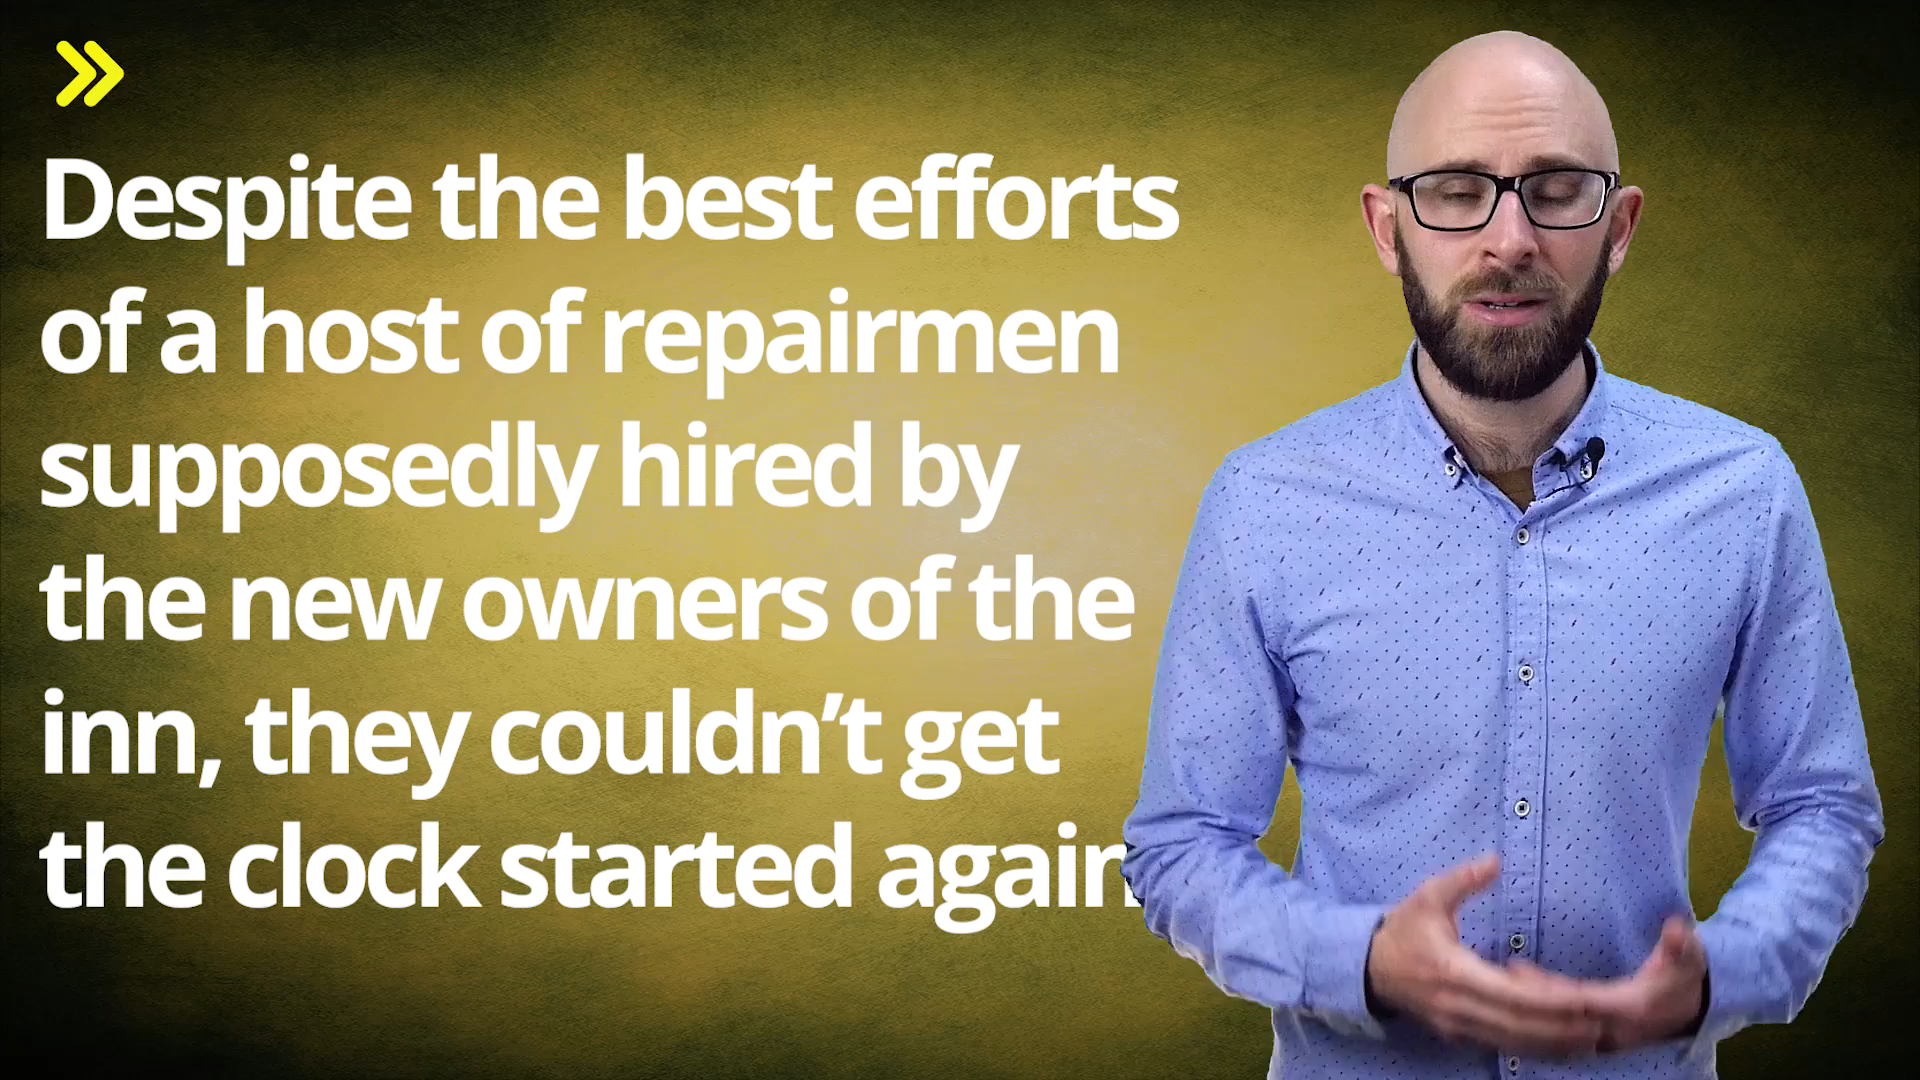 Despite the best efforts
of a host of repairmen
supposedly hired by
the new owners of the
inn, they couldn’t get
the clock started again